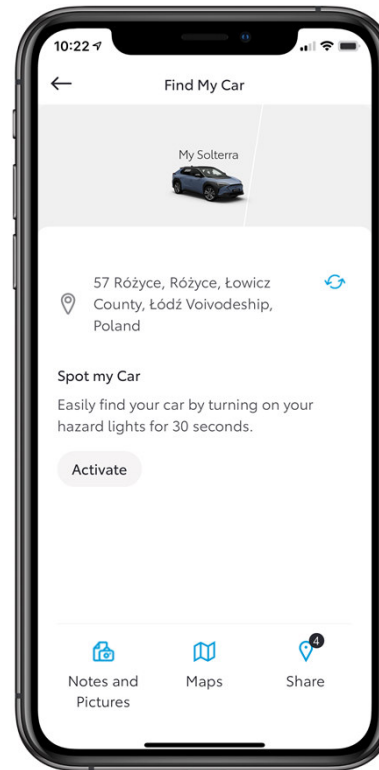 10:22
Find My Car
My Solterra
57 Różyce, Różyce, Łowicz
County, Łódź Voivodeship,
Poland
Spot my Car
Easily find your car by turning on your
hazard lights for 30 seconds.
Activate
4
Notes and
Pictures
Maps
Share